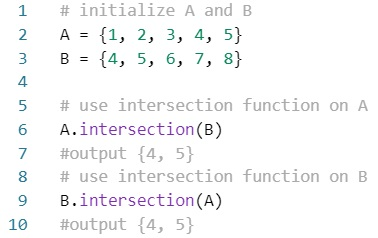 1 # initialize A and B
2 A = {1, 2, 3, 4, 5}
3 B = {4, 5, 6, 7, 8}
4
5 # use intersection function on A
6 A.intersection(B)
7 #output {4, 5}
8 # use intersection function on B
9 B.intersection(A)
10 #output {4, 5}